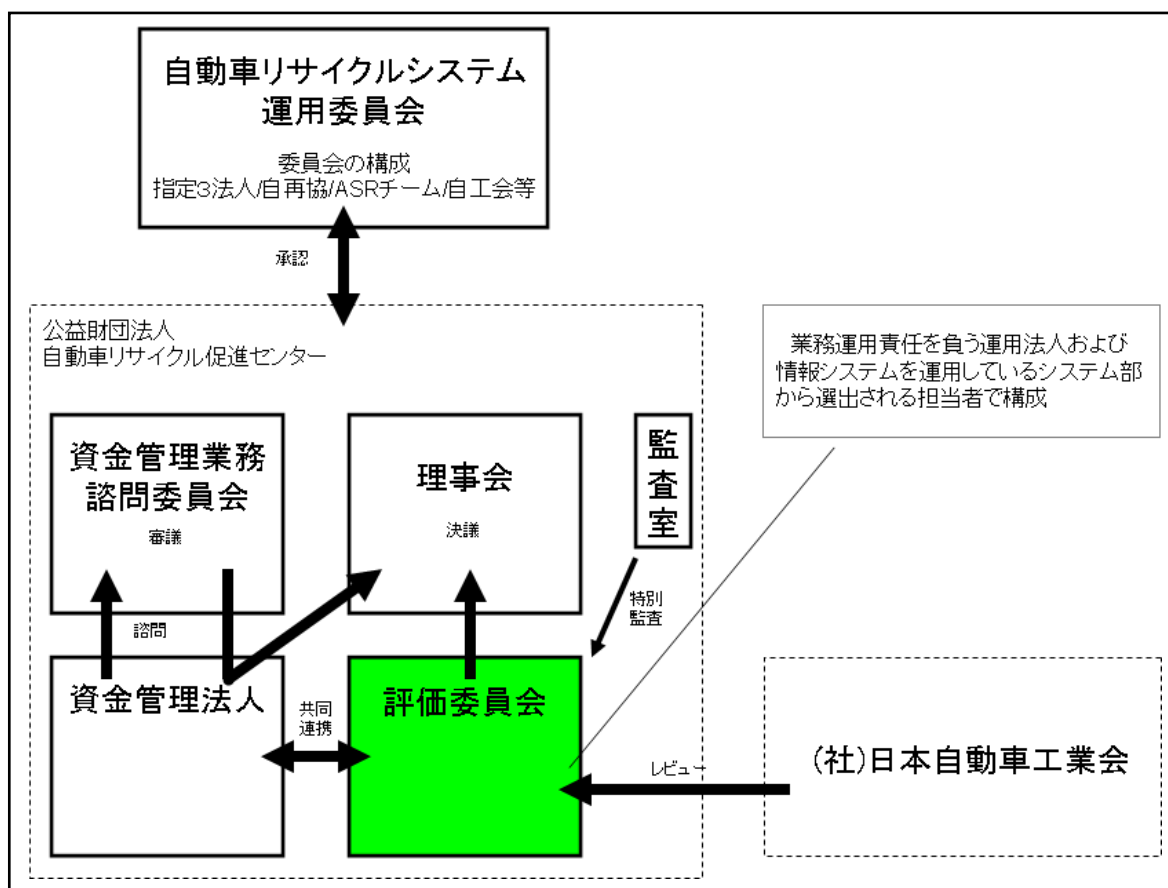 自動車リサイクルシステム
運用委員会
委員会の構成
指定3法人/自再協/ASRチーム/自工会等
承認
公益財団法人
自動車リサイクル促進センター
業務運用責任を負う運用法人および
情報システムを運用しているシステム部
から選出される担当者で構成
資金管理業務
諮問委員会
審議
理事会
決議
監
査
室
諮問
特別
監査
資金管理法人
共同
連携
評価委員会
レビュー
(社)日本自動車工業会